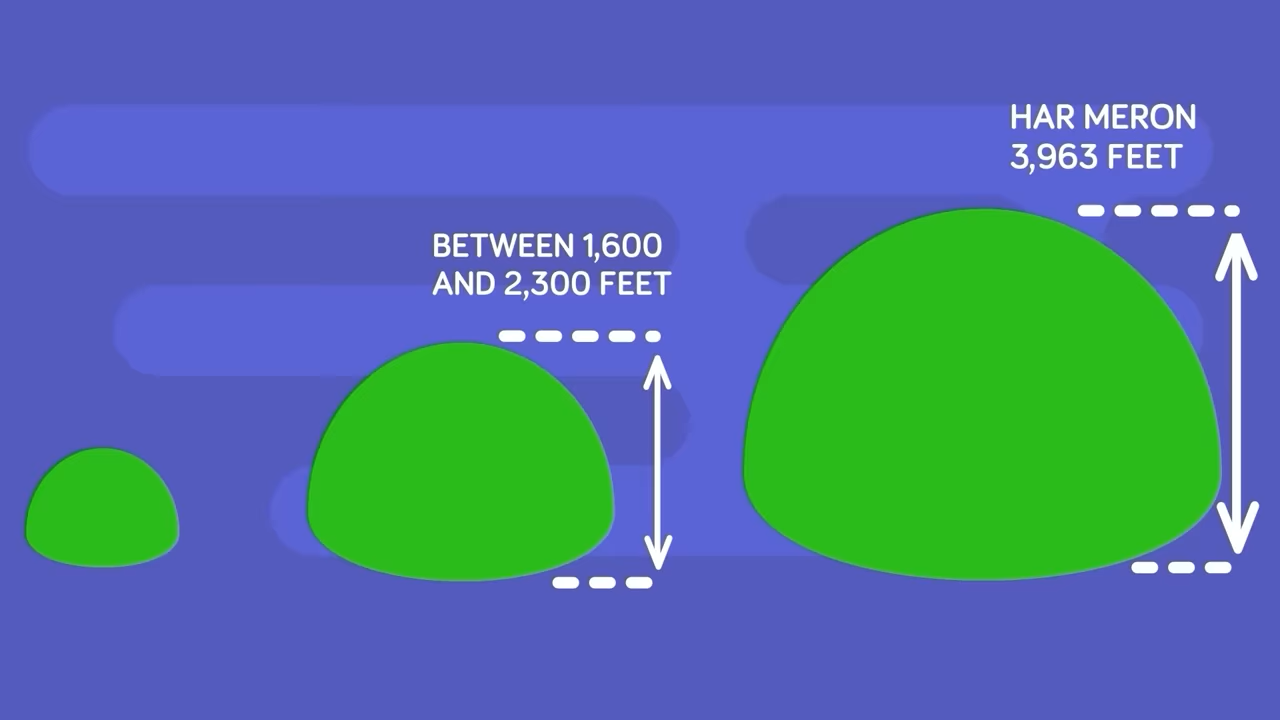 BETWEEN 1,600
AND 2,300 FEET
HAR MERON
3,963 FEET